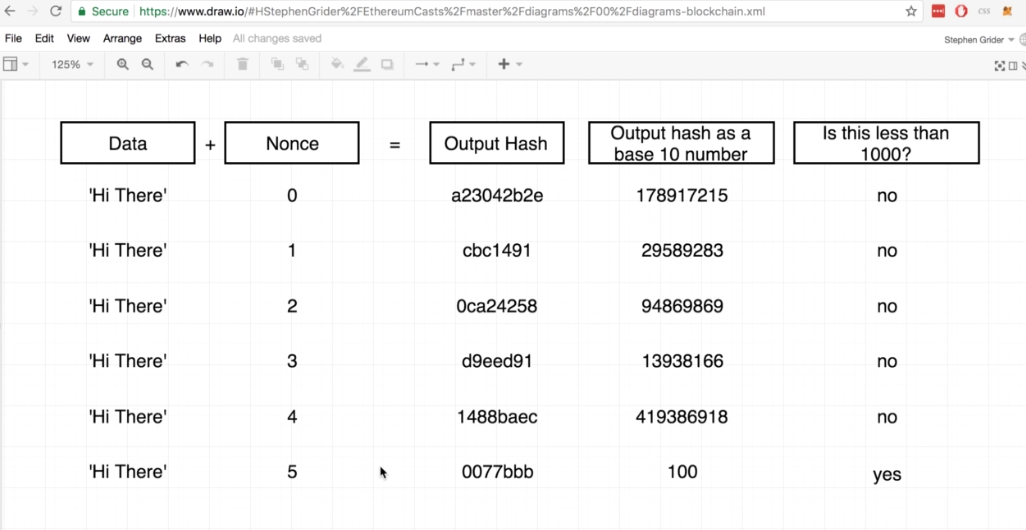 Secure https://www.draw.io/#HStephenGrider%2FEthereumCasts%2Fmaster%2Fdiagrams%2F00%2Fdiagrams-blockchain.xml CSS
File Edit View Arrange Extras Help All changes saved Stephen Grider
125%
Data + Nonce = Output Hash Output hash as a base 10 number Is this less than 1000?
'Hi There' 0 a23042b2e 178917215 no
'Hi There' 1 cbc1491 29589283 no
'Hi There' 2 0ca24258 94869869 no
'Hi There' 3 d9eed91 13938166 no
'Hi There' 4 1488baec 419386918 no
'Hi There' 5 0077bbb 100 yes